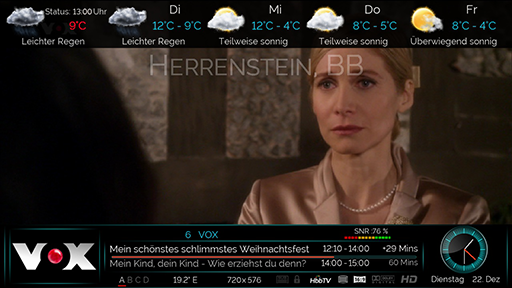 Status: 13:00 Uhr
9°C
Leichter Regen
Di
12°C - 9°C
Leichter Regen
Mi
12°C - 4°C
Teilweise sonnig
Do
8°C - 5°C
Teilweise sonnig
Fr
8°C - 4°C
Überwiegend sonnig
HERRENSTEIN, BB
6 VOX
SNR :76 %
VOX
Mein schönstes schlimmstes Weihnachtsfest 12:10 - 14:00 +29 Mins
Mein Kind, dein Kind - Wie erziehst du denn? 14:00 - 15:00 60 Mins
A B C D 19.2° E 720 x 576 HbbTV HD
Dienstag 22. Dez